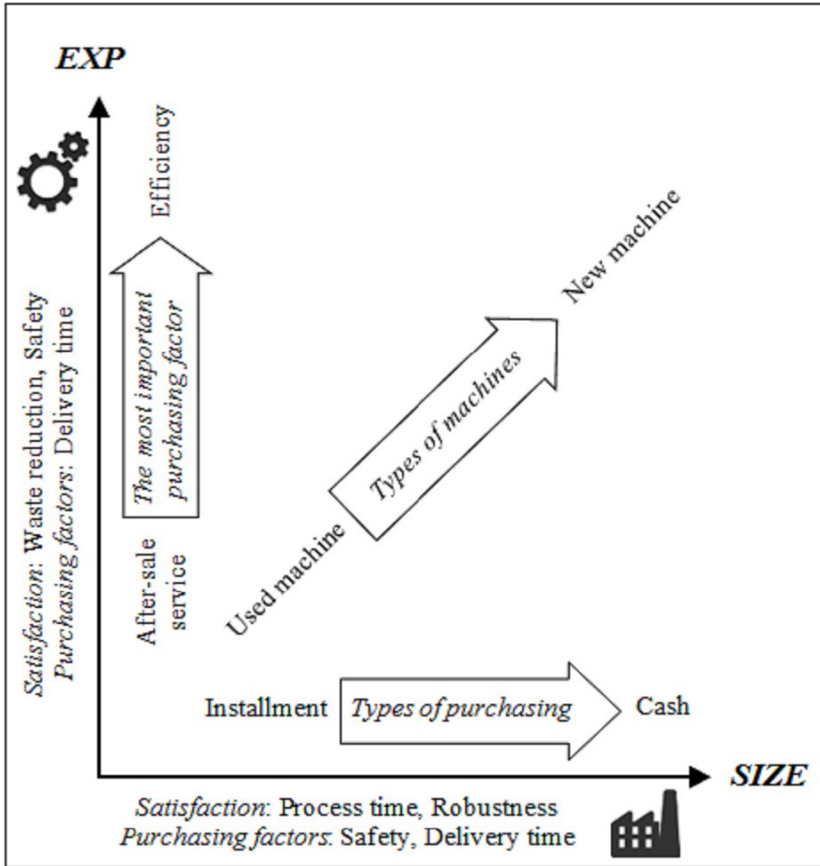 EXP
Efficiency
The most important
purchasing factor
After-sale
service
Satisfaction: Waste reduction, Safety
Purchasing factors: Delivery time
New machine
Types of machines
Used machine
Installment
Types of purchasing
Cash
SIZE
Satisfaction: Process time, Robustness
Purchasing factors: Safety, Delivery time